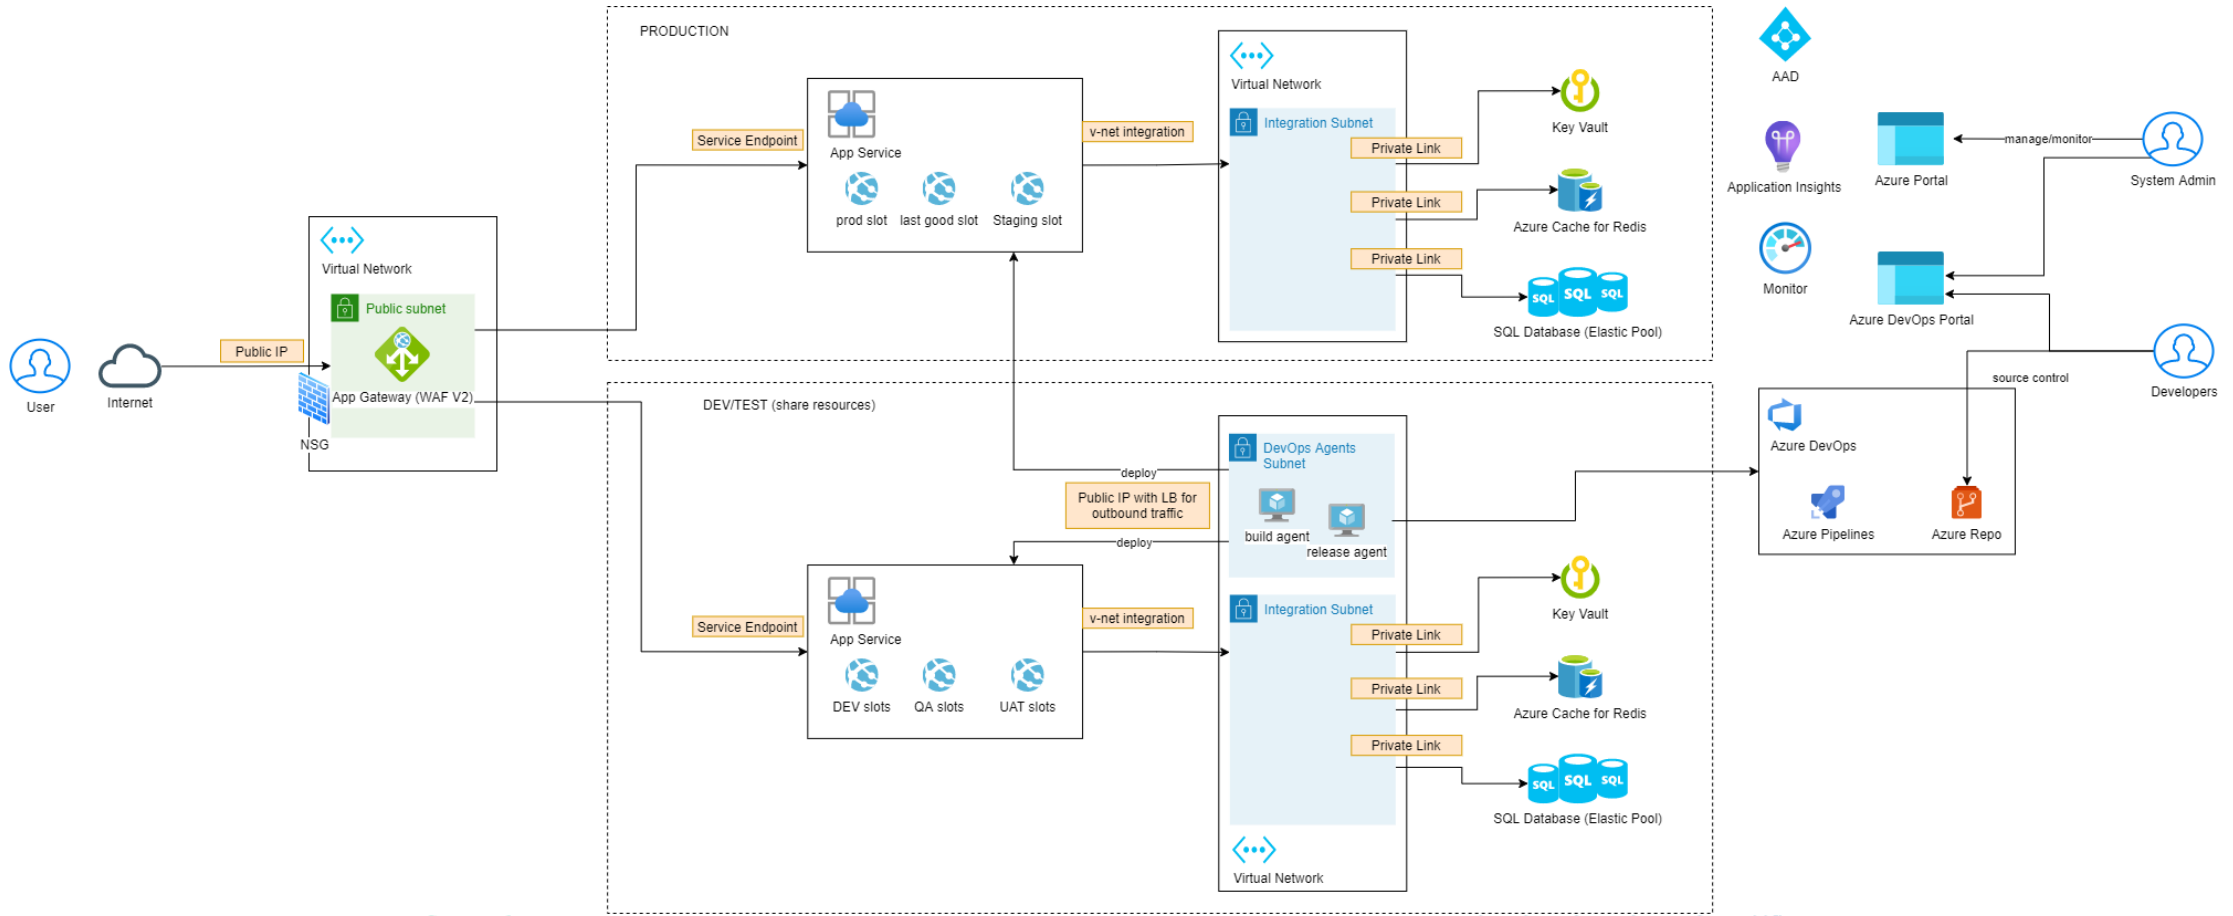 PRODUCTION
Virtual Network
AAD
Key Vault
Integration Subnet
Service Endpoint
v-net integration
Private Link
App Service
manage/monitor
Application Insights
Azure Portal
System Admin
Private Link
prod slot
last good slot
Staging slot
Azure Cache for Redis
Private Link
Virtual Network
Monitor
Public subnet
SQL
SQL
SQL
SQL Database (Elastic Pool)
Azure DevOps Portal
Public IP
User
Internet
App Gateway (WAF V2)
NSG
source control
Developers
DEV/TEST (share resources)
DevOps Agents
Subnet
Azure DevOps
deploy
Public IP with LB for
outbound traffic
build agent
release agent
deploy
Azure Pipelines
Azure Repo
Key Vault
Integration Subnet
Service Endpoint
v-net integration
Private Link
App Service
Private Link
DEV slots
QA slots
UAT slots
Azure Cache for Redis
Private Link
SQL
SQL
SQL
SQL Database (Elastic Pool)
Virtual Network